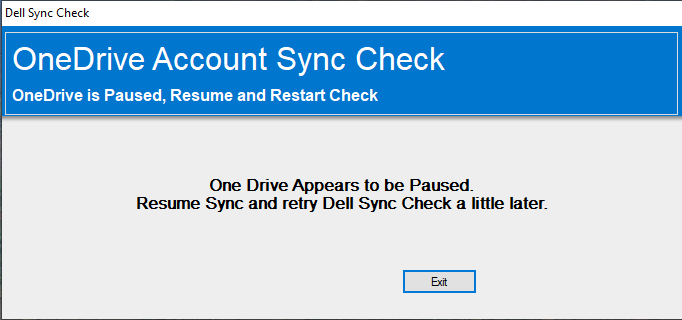 Dell Sync Check
OneDrive Account Sync Check
OneDrive is Paused, Resume and Restart Check
One Drive Appears to be Paused.
Resume Sync and retry Dell Sync Check a little later.
Exit